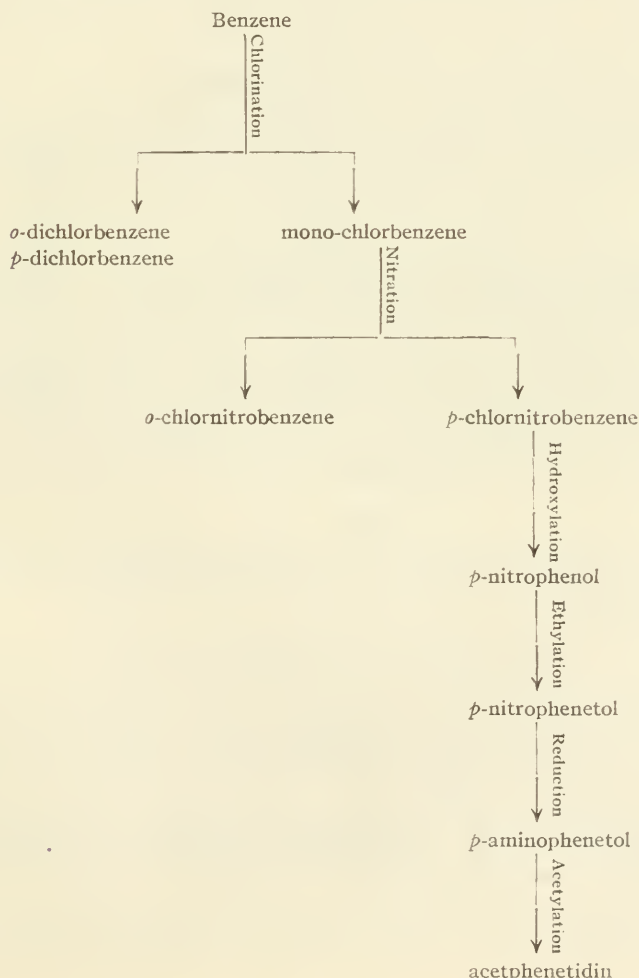 Benzene
Chlorination
o-dichlorbenzene
p-dichlorbenzene
mono-chlorbenzene
Nitration
o-chlornitrobenzene
p-chlornitrobenzene
Hydroxylation
p-nitrophenol
Ethylation
p-nitrophenetol
Reduction
p-aminophenetol
Acetylation
acetphenetidin